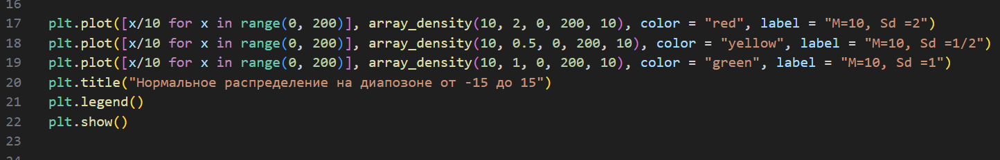 16
17 plt.plot([x/10 for x in range(0, 200)], array_density(10, 2, 0, 200, 10), color = "red", label = "M=10, Sd =2")
18 plt.plot([x/10 for x in range(0, 200)], array_density(10, 0.5, 0, 200, 10), color = "yellow", label = "M=10, Sd =1/2")
19 plt.plot([x/10 for x in range(0, 200)], array_density(10, 1, 0, 200, 10), color = "green", label = "M=10, Sd =1")
20 plt.title("Нормальное распределение на диапозоне от -15 до 15")
21 plt.legend()
22 plt.show()
23
24